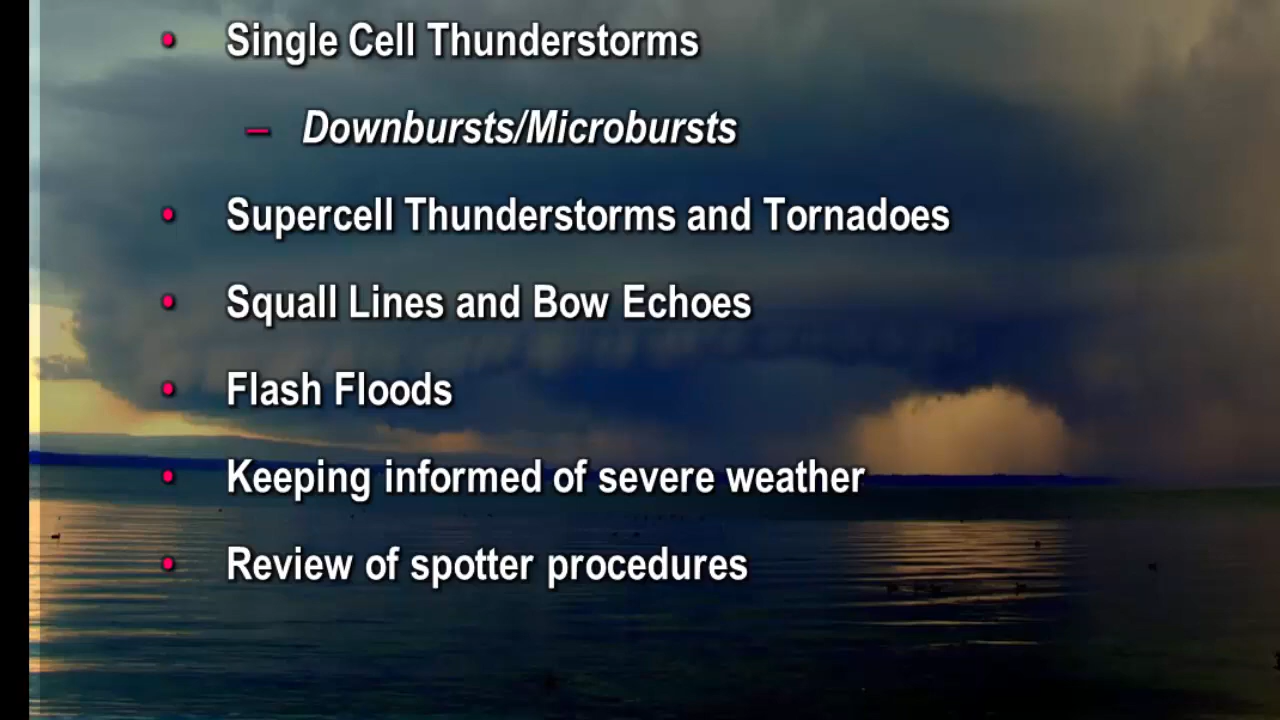 • Single Cell Thunderstorms
– Downbursts/Microbursts
• Supercell Thunderstorms and Tornadoes
• Squall Lines and Bow Echoes
• Flash Floods
• Keeping informed of severe weather
• Review of spotter procedures